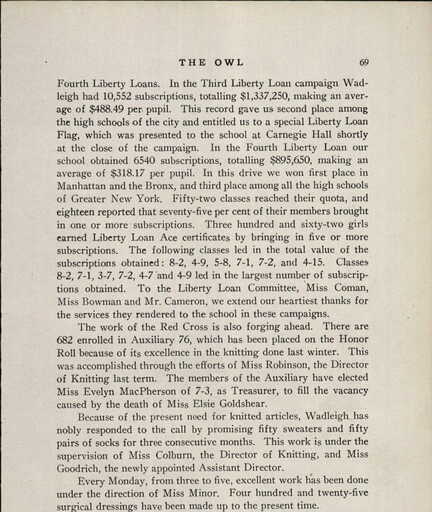 THE OWL 69
Fourth Liberty Loans. In the Third Liberty Loan campaign Wad-
leigh had 10,552 subscriptions, totalling $1,337,250, making an aver-
age of $488.49 per pupil. This record gave us second place among
the high schools of the city and entitled us to a special Liberty Loan
Flag, which was presented to the school at Carnegie Hall shortly
at the close of the campaign. In the Fourth Liberty Loan our
school obtained 6540 subscriptions, totalling $895,650, making an
average of $318.17 per pupil. In this drive we won first place in
Manhattan and the Bronx, and third place among all the high schools
of Greater New York. Fifty-two classes reached their quota, and
eighteen reported that seventy-five per cent of their members brought
in one or more subscriptions. Three hundred and sixty-two girls
earned Liberty Loan Ace certificates by bringing in five or more
subscriptions. The following classes led in the total value of the
subscriptions obtained: 8-2, 4-9, 5-8, 7-1, 7-2, and 4-15. Classes
8-2, 7-1, 3-7, 7-2, 4-7 and 4-9 led in the largest number of subscrip-
tions obtained. To the Liberty Loan Committee, Miss Coman,
Miss Bowman and Mr. Cameron, we extend our heartiest thanks for
the services they rendered to the school in these campaigns.
The work of the Red Cross is also forging ahead. There are
682 enrolled in Auxiliary 76, which has been placed on the Honor
Roll because of its excellence in the knitting done last winter. This
was accomplished through the efforts of Miss Robinson, the Director
of Knitting last term. The members of the Auxiliary have elected
Miss Evelyn MacPherson of 7-3, as Treasurer, to fill the vacancy
caused by the death of Miss Elsie Goldshear.
Because of the present need for knitted articles, Wadleigh has
nobly responded to the call by promising fifty sweaters and fifty
pairs of socks for three consecutive months. This work is under the
supervision of Miss Colburn, the Director of Knitting, and Miss
Goodrich, the newly appointed Assistant Director.
Every Monday, from three to five, excellent work has been done
under the direction of Miss Minor. Four hundred and twenty-five
surgical dressings have been made up to the present time.